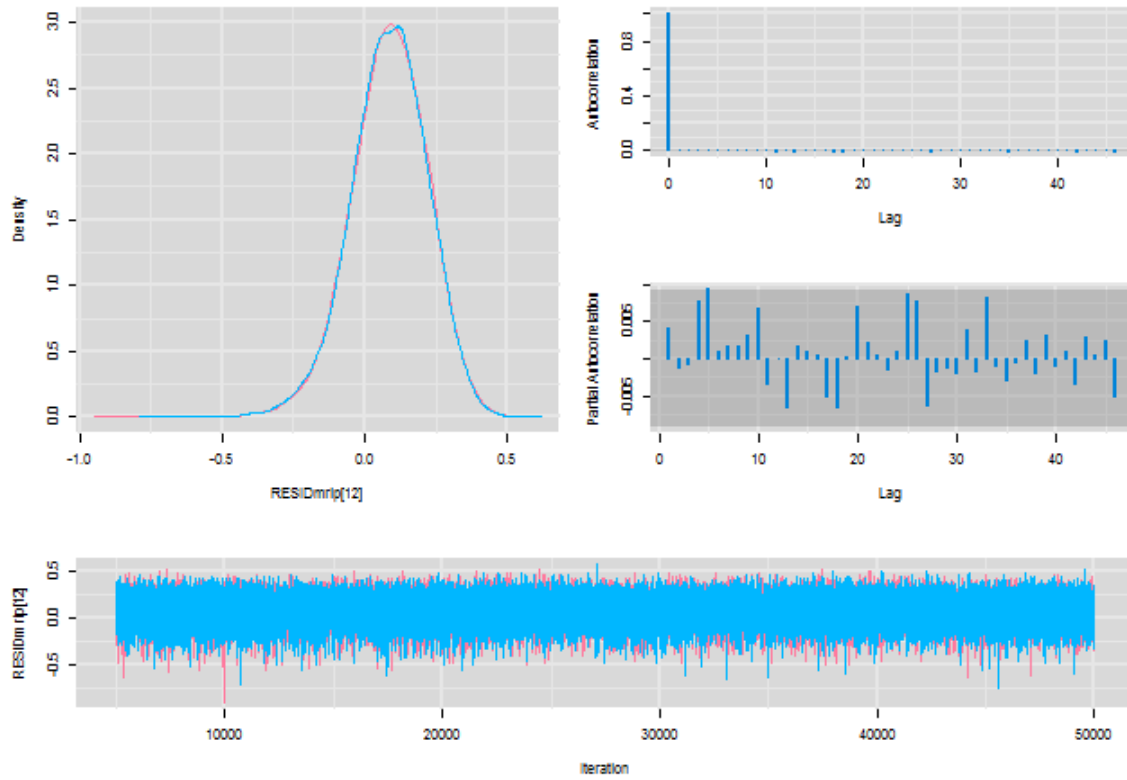 3.0
2.5
2.0
1.5
1.0
0.5
0.0
Density
-1.0 -0.5 0.0 0.5
RESIDmrip[12]
0.8
0.4
0.0
Autocorrelation
0 10 20 30 40
Lag
0.005
-0.005
Partial Autocorrelation
0 10 20 30 40
Lag
0.5
0.0
-0.5
RESIDmrip[12]
10000 20000 30000 40000 50000
Iteration